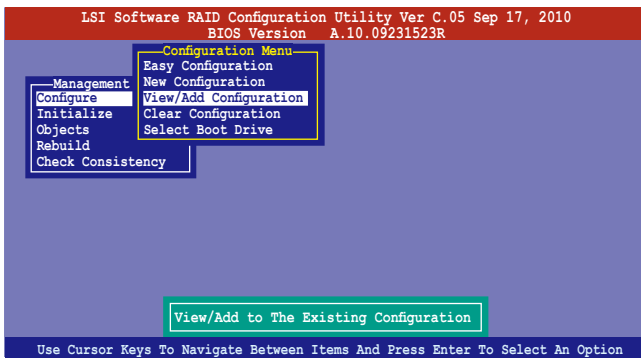 LSI Software RAID Configuration Utility Ver C.05 Sep 17, 2010
BIOS Version A.10.09231523R
Configuration Menu
Easy Configuration
New Configuration
View/Add Configuration
Clear Configuration
Select Boot Drive
Management
Configure
Initialize
Objects
Rebuild
Check Consistency
View/Add to The Existing Configuration
Use Cursor Keys To Navigate Between Items And Press Enter To Select An Option